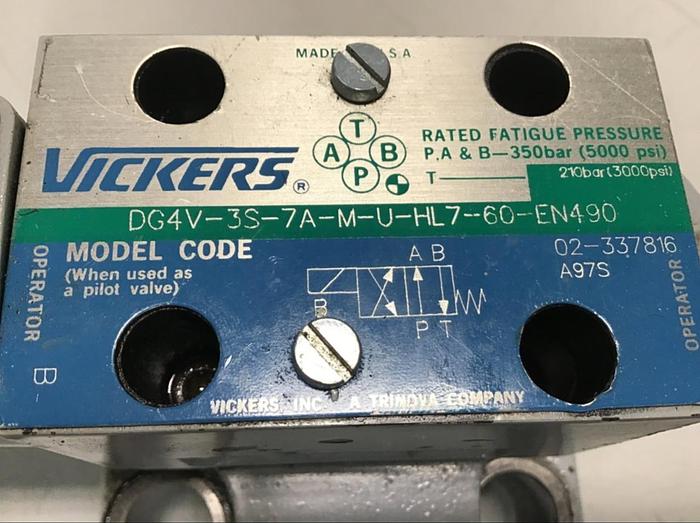 MADE U.S.A
VICKERS®
T
A B
P
RATED FATIGUE PRESSURE
P.A & B-350bar (5000 psi)
T 210bar (3000psi)
DG4V-3S-7A-M-U-HL7-60-EN490
OPERATOR
B
MODEL CODE
(When used as
a pilot valve)
02-337816
A97S
OPERATOR
A B
B
P T
VICKERS, INC. A TRINOVA COMPANY